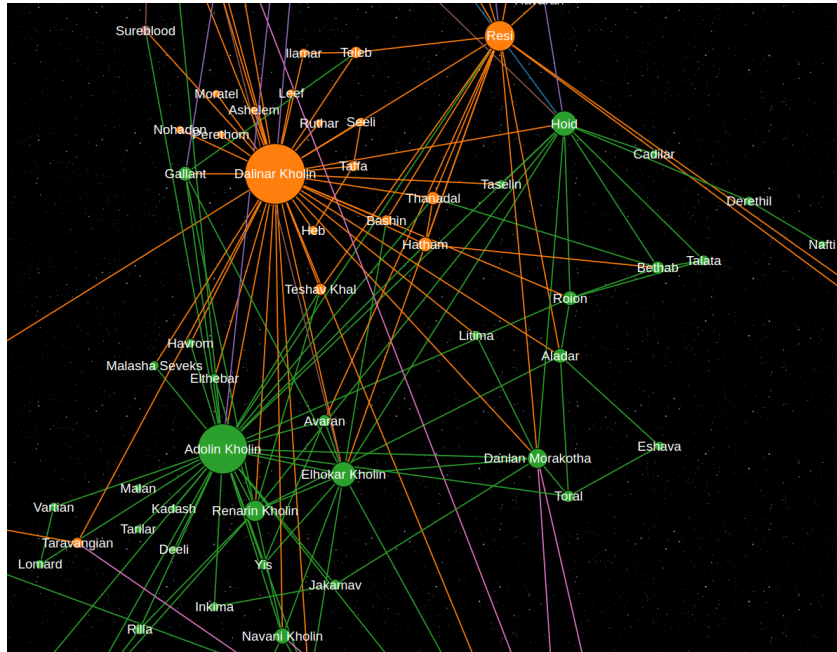 Sureblood
Resi
Ilamar
Teleb
Moratel
Leef
Ashelem
Nohadon
Perethom
Ruthar
Seeli
Hoid
Cadilar
Gallant
Dalinar Kholin
Taffa
Taselin
Thanadal
Derethil
Heb
Bashin
Hatham
Nafti
Bethab
Talata
Teshav Khal
Roion
Havrom
Litima
Malasha Seveks
Elthebar
Aladar
Avaran
Adolin Kholin
Elhokar Kholin
Danlan Morakotha
Eshava
Malan
Toral
Vartian
Kadash
Renarin Kholin
Tarilar
Taravangian
Deeli
Lomard
Yis
Jakamav
Inkima
Rilla
Navani Kholin